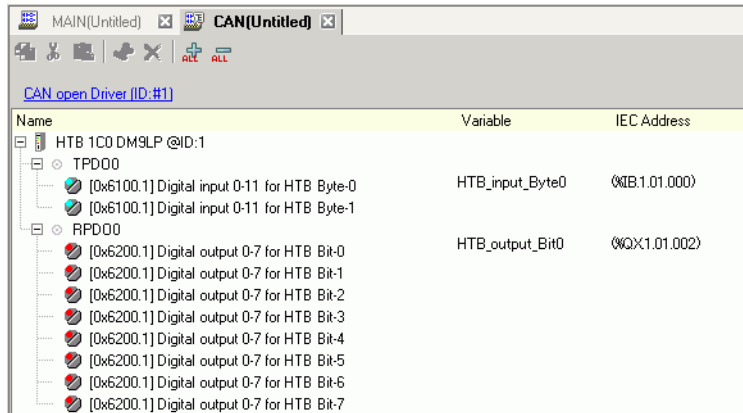 MAIN(Untitled) CAN(Untitled)
ALL ALL
CAN open Driver (ID:#1)
Name Variable IEC Address
HTB 1C0 DM9LP @ID:1
TPDO0
[0x6100.1] Digital input 0-11 for HTB Byte-0 HTB_input_Byte0 (%IB.1.01.000)
[0x6100.1] Digital input 0-11 for HTB Byte-1
RPDO0
[0x6200.1] Digital output 0-7 for HTB Bit-0 HTB_output_Bit0 (%QX1.01.002)
[0x6200.1] Digital output 0-7 for HTB Bit-1
[0x6200.1] Digital output 0-7 for HTB Bit-2
[0x6200.1] Digital output 0-7 for HTB Bit-3
[0x6200.1] Digital output 0-7 for HTB Bit-4
[0x6200.1] Digital output 0-7 for HTB Bit-5
[0x6200.1] Digital output 0-7 for HTB Bit-6
[0x6200.1] Digital output 0-7 for HTB Bit-7